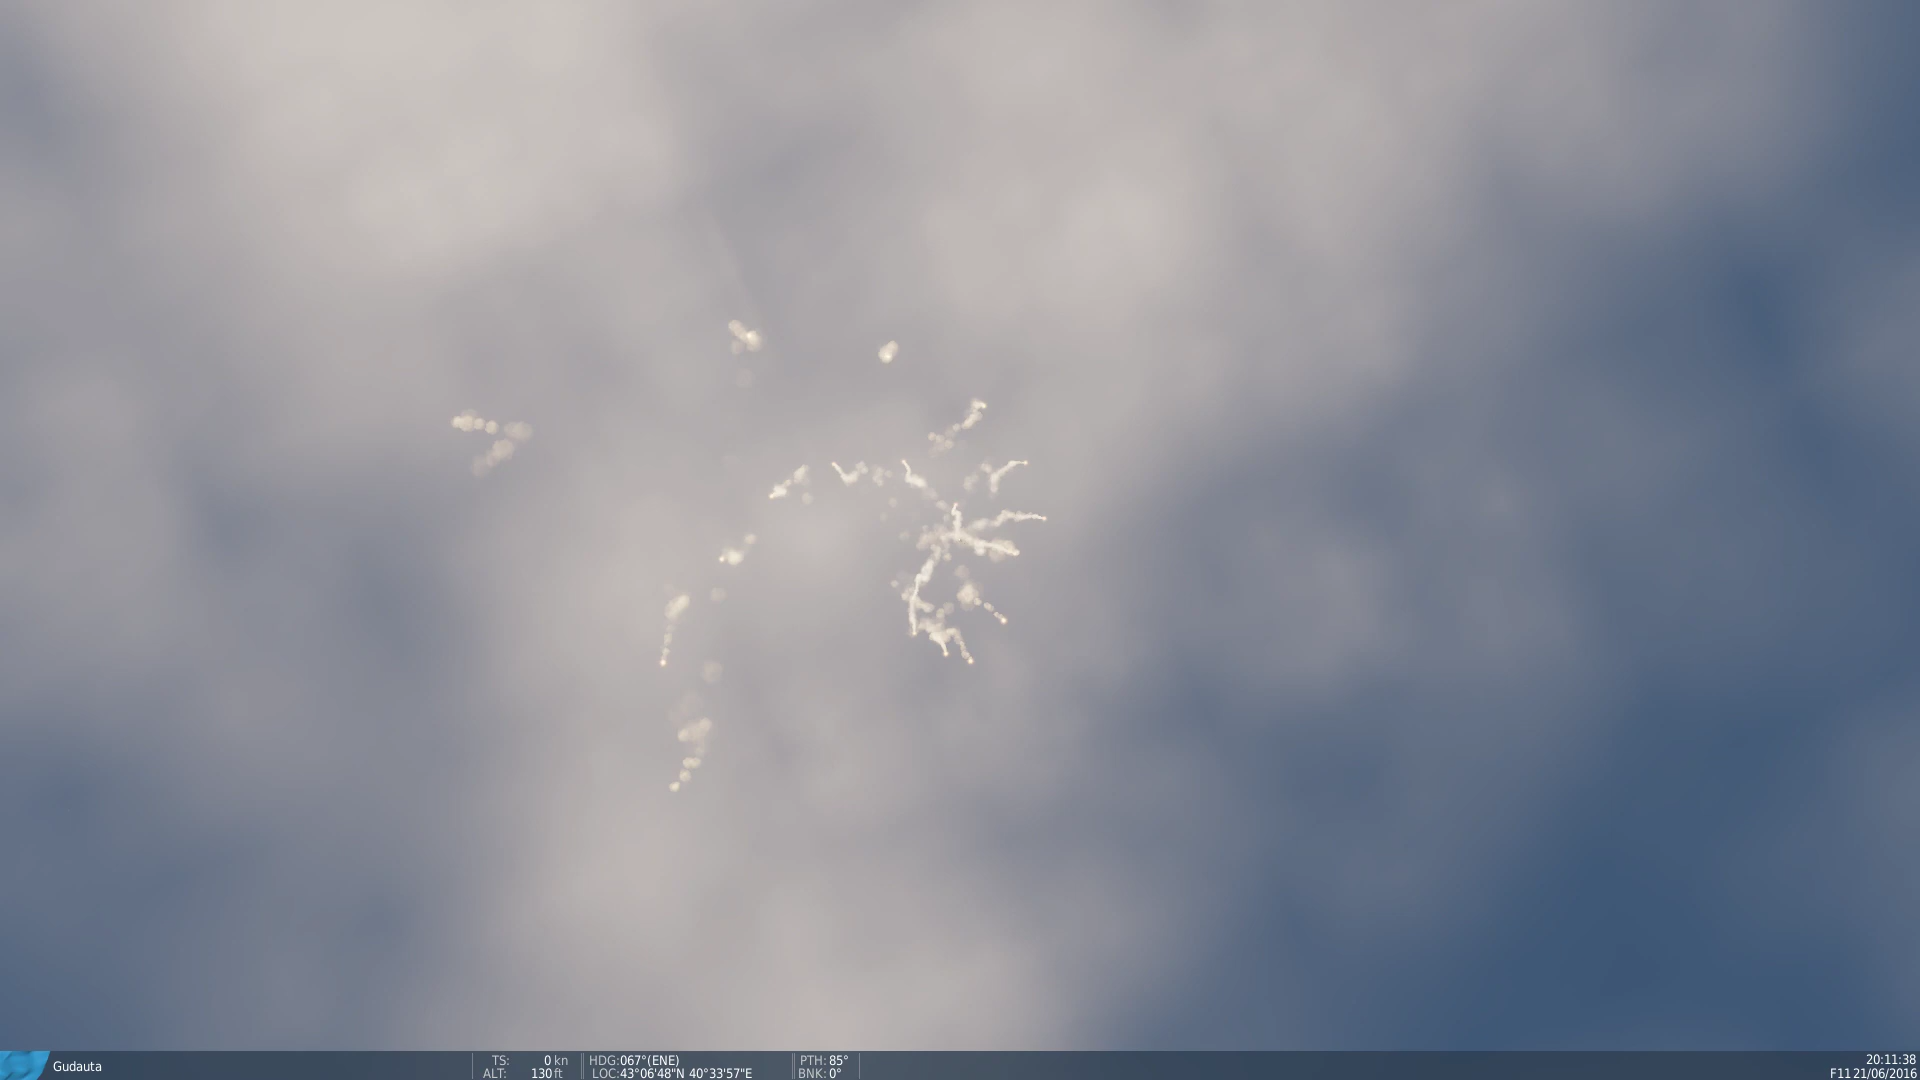 Gudauta
TS: 0 kn
ALT: 130 ft
HDG:067°(ENE)
LOC:43°06'48"N 40°33'57"E
PTH: 85°
BNK: 0°
20:11:38
F11 21/06/2016